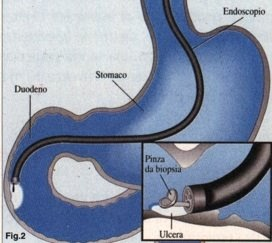 Endoscopio
Stomaco
Duodeno
Pinza
da biopsia
Ulcera
Fig.2